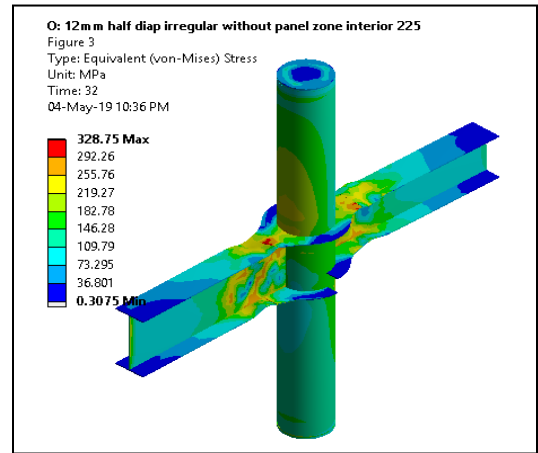 O: 12mm half diap irregular without panel zone interior 225
Figure 3
Type: Equivalent (von-Mises) Stress
Unit: MPa
Time: 32
04-May-19 10:36 PM
328.75 Max
292.26
255.76
219.27
182.78
146.28
109.79
73.295
36.801
0.3075 Min